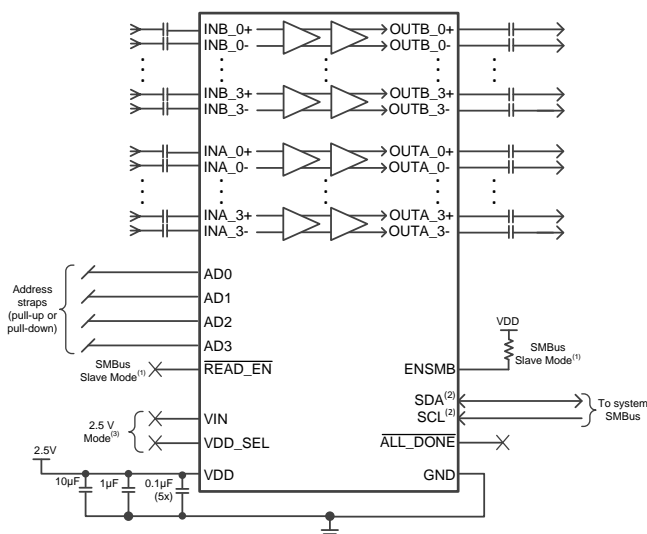 INB_0+ OUTB_0+
INB_0- OUTB_0-
INB_3+ OUTB_3+
INB_3- OUTB_3-
INA_0+ OUTA_0+
INA_0- OUTA_0-
INA_3+ OUTA_3+
INA_3- OUTA_3-
Address
straps
(pull-up or
pull-down)
AD0
AD1
AD2
AD3
SMBus
Slave Mode(1)
READ_EN
VDD
SMBus
Slave Mode(1)
ENSMB
SDA(2)
SCL(2)
To system
SMBus
2.5 V
Mode(3)
VIN
VDD_SEL
ALL_DONE
2.5V
VDD
GND
10µF
1µF
0.1µF
(5x)